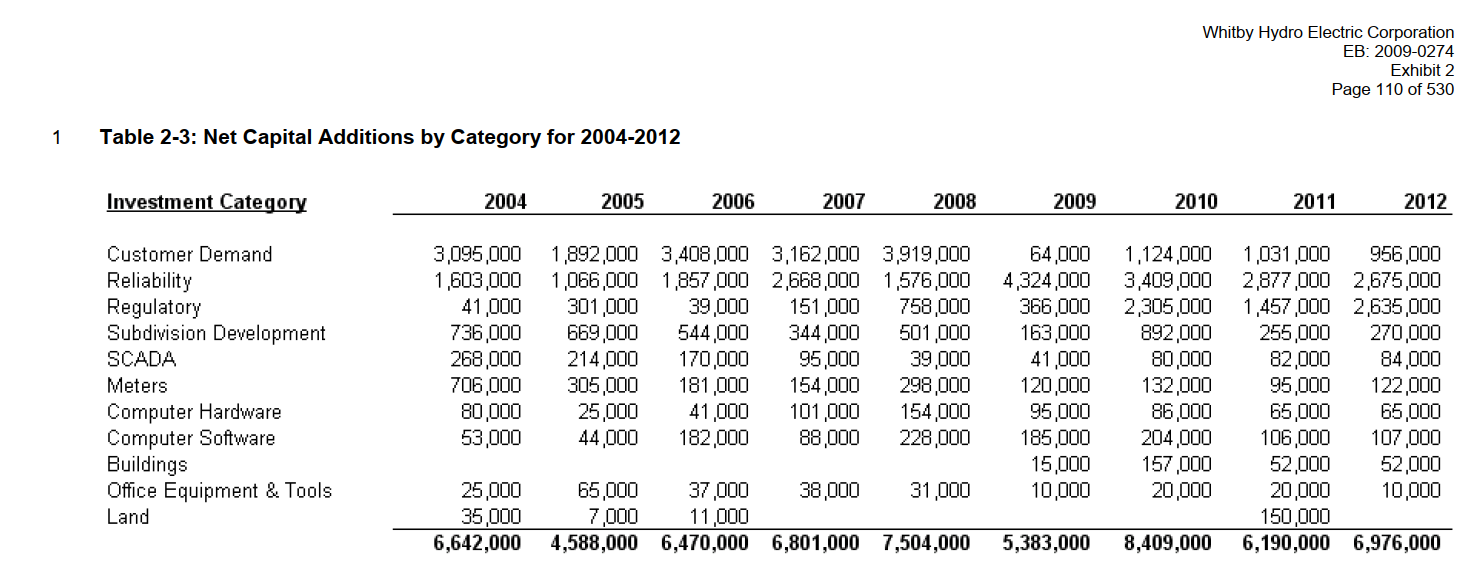 Whitby Hydro Electric Corporation
EB: 2009-0274
Exhibit 2
Page 110 of 530
1 Table 2-3: Net Capital Additions by Category for 2004-2012
Investment Category 2004 2005 2006 2007 2008 2009 2010 2011 2012
Customer Demand 3,095,000 1,892,000 3,408,000 3,162,000 3,919,000 64,000 1,124,000 1,031,000 956,000
Reliability 1,603,000 1,066,000 1,857,000 2,668,000 1,576,000 4,324,000 3,409,000 2,877,000 2,675,000
Regulatory 41,000 301,000 39,000 151,000 758,000 366,000 2,305,000 1,457,000 2,635,000
Subdivision Development 736,000 669,000 544,000 344,000 501,000 163,000 892,000 255,000 270,000
SCADA 268,000 214,000 170,000 95,000 39,000 41,000 80,000 82,000 84,000
Meters 706,000 305,000 181,000 154,000 298,000 120,000 132,000 95,000 122,000
Computer Hardware 80,000 25,000 41,000 101,000 154,000 95,000 86,000 65,000 65,000
Computer Software 53,000 44,000 182,000 88,000 228,000 185,000 204,000 106,000 107,000
Buildings 15,000 157,000 52,000 52,000
Office Equipment & Tools 25,000 65,000 37,000 38,000 31,000 10,000 20,000 20,000 10,000
Land 35,000 7,000 11,000 150,000
6,642,000 4,588,000 6,470,000 6,801,000 7,504,000 5,383,000 8,409,000 6,190,000 6,976,000